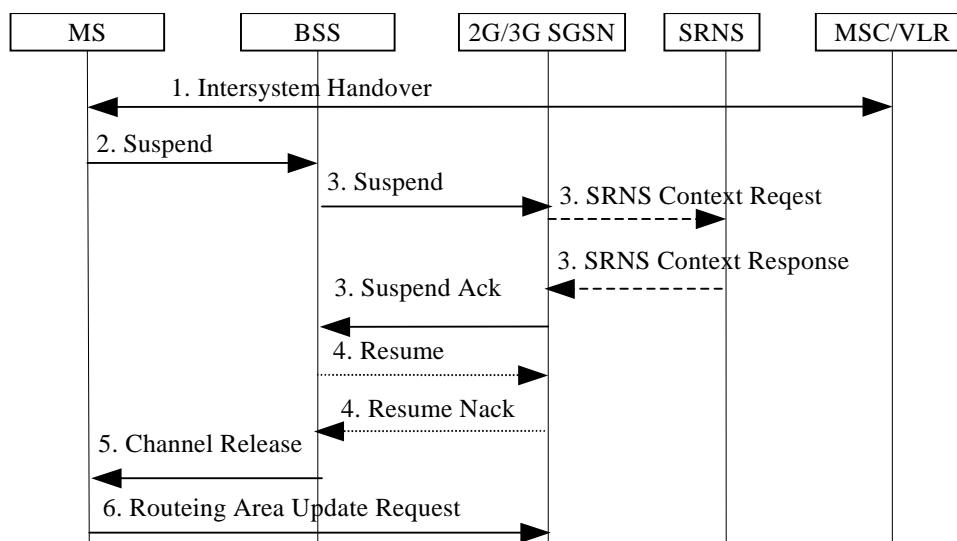 MS
BSS
2G/3G SGSN
SRNS
MSC/VLR
1. Intersystem Handover
2. Suspend
3. Suspend
3. SRNS Context Reqest
3. SRNS Context Response
3. Suspend Ack
4. Resume
4. Resume Nack
5. Channel Release
6. Routeing Area Update Request